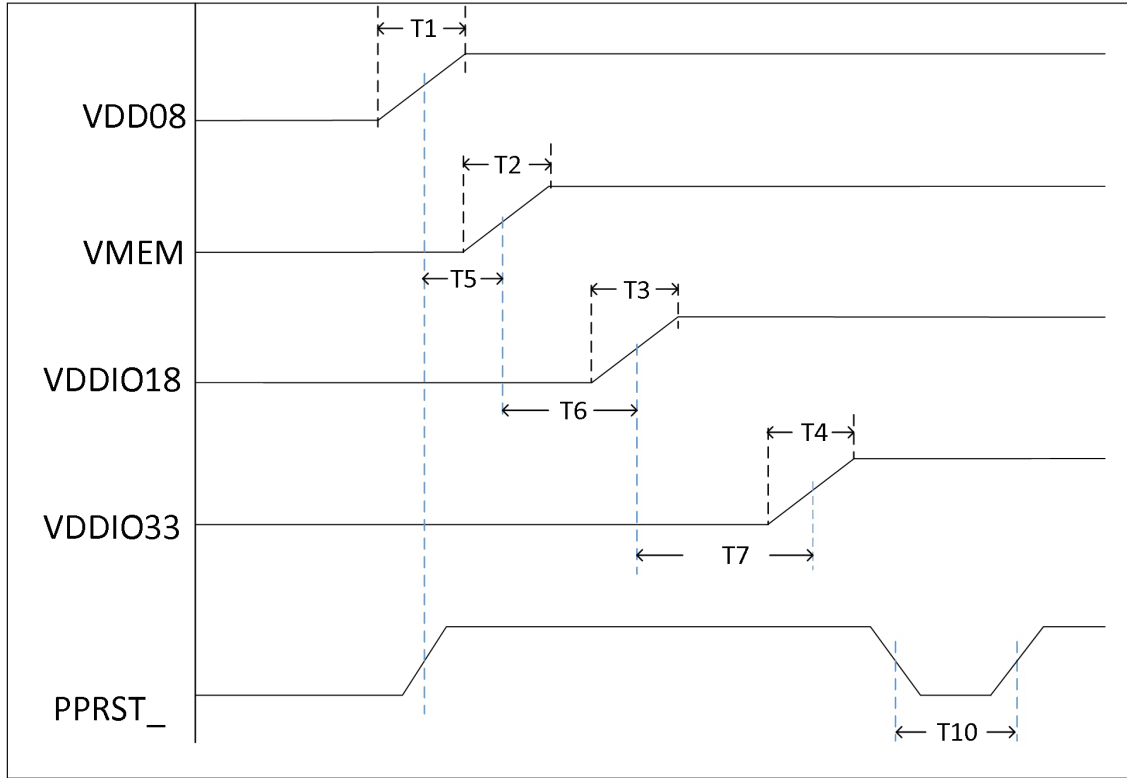 T1
VDD08
T2
VMEM
T5
T3
VDDIO18
T6
T4
VDDIO33
T7
PPRST_
T10